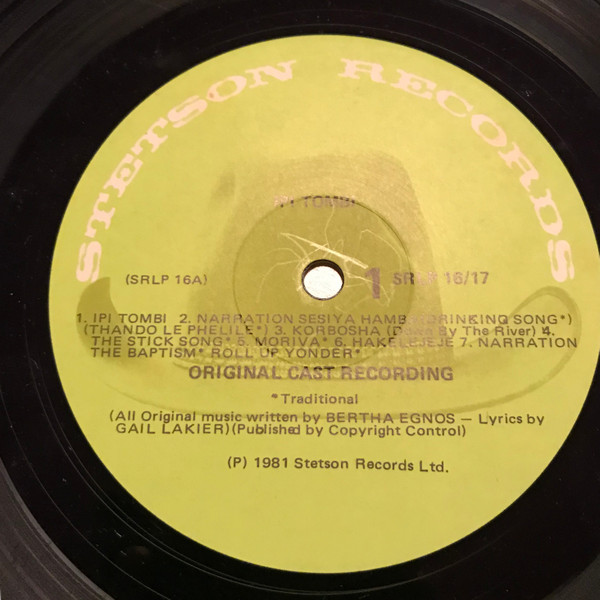 STETSON RECORDS
IPI TOMBI
(SRLP 16A) 1 SRLP 16/17
1. IPI TOMBI 2. NARRATION SESIYA HAMBA (DRINKING SONG*)
(THANDO LE PHELILE*) 3. KORBOSHA (Down By The River) 4.
THE STICK SONG* 5. MORIVA* 6. HAKELEJEJE 7. NARRATION
THE BAPTISM* ROLL UP YONDER*
ORIGINAL CAST RECORDING
*Traditional
(All Original music written by BERTHA EGNOS — Lyrics by
GAIL LAKIER)(Published by Copyright Control)
(P) 1981 Stetson Records Ltd.